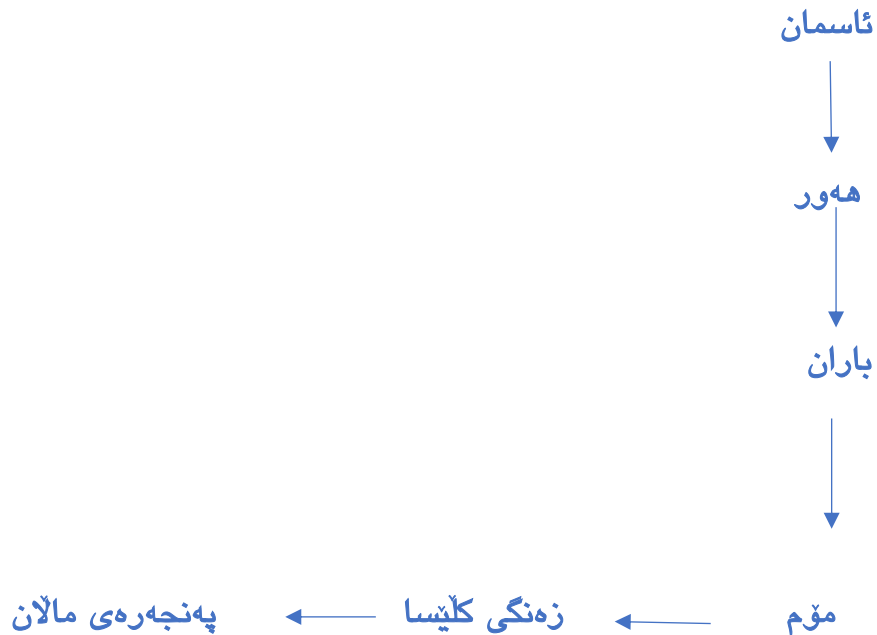 ئاسمان
هەور
باران
مۆم
زەنگی کڵێسا
پەنجەرەی ماڵان